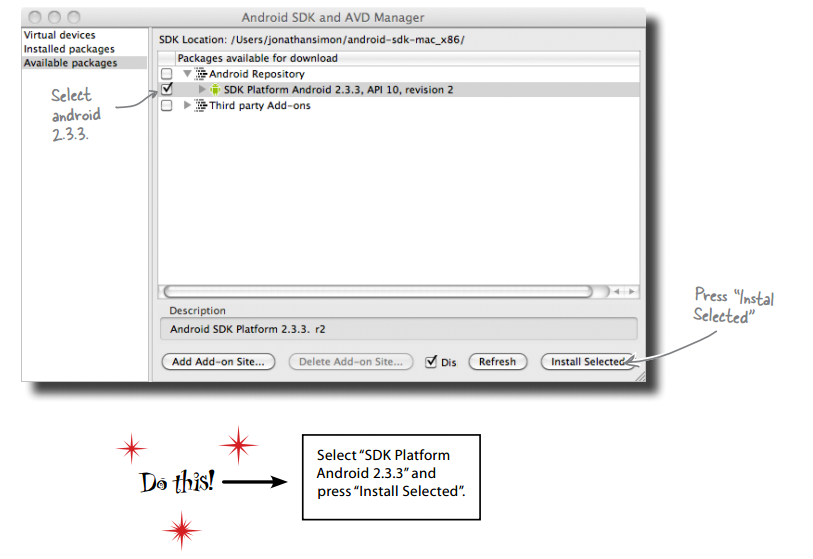 Android SDK and AVD Manager
Virtual devices
Installed packages
Available packages
SDK Location: /Users/jonathansimon/android-sdk-mac_x86/
Packages available for download
Android Repository
SDK Platform Android 2.3.3, API 10, revision 2
Third party Add-ons
Select
android
2.3.3.
Press "Instal
Selected"
Description
Android SDK Platform 2.3.3. r2
Add Add-on Site...
Delete Add-on Site...
Dis
Refresh
Install Selected
Do this!
Select “SDK Platform
Android 2.3.3” and
press “Install Selected”.